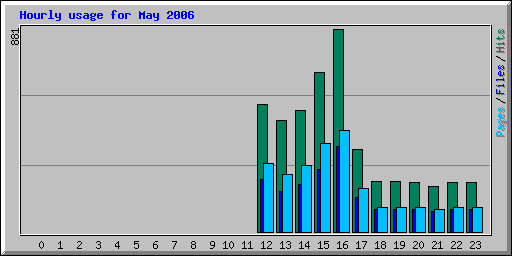 Hourly usage for May 2006
881
Pages/Files/Hits
0 1 2 3 4 5 6 7 8 9 10 11 12 13 14 15 16 17 18 19 20 21 22 23